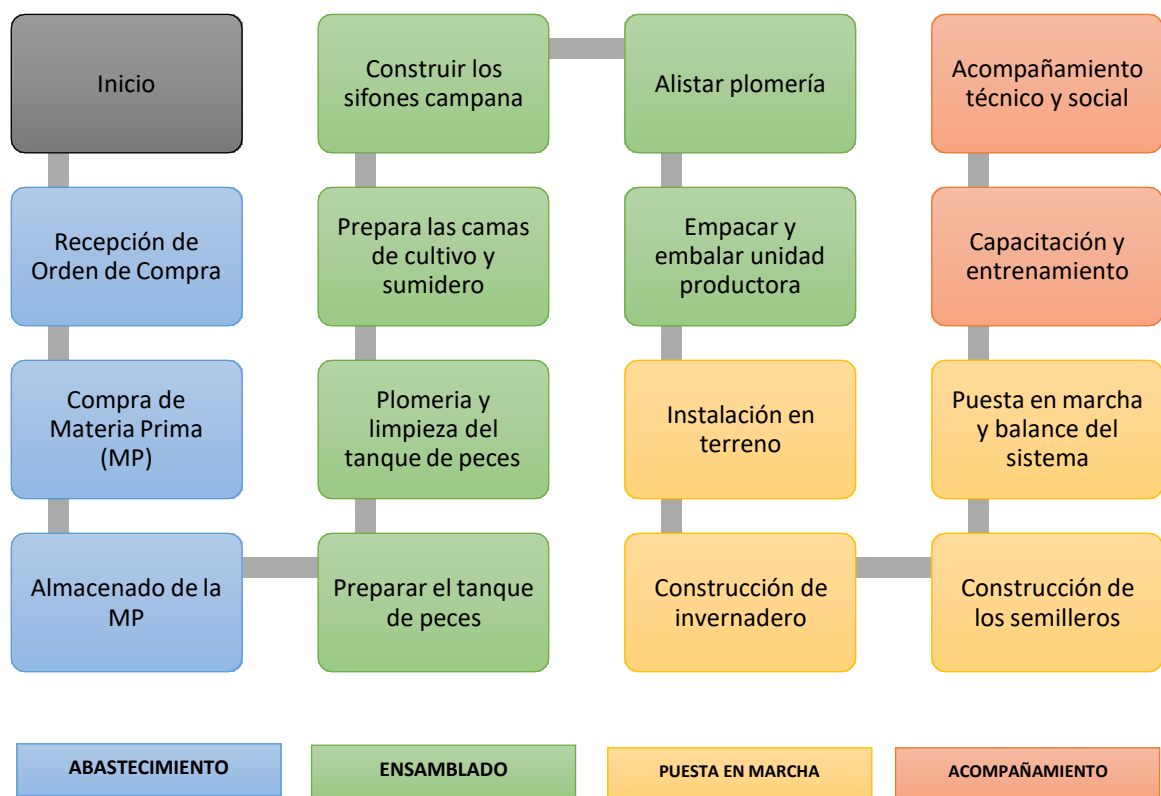 Inicio
Recepción de
Orden de Compra
Compra de
Materia Prima
(MP)
Almacenado de la
MP
Preparar el tanque
de peces
Plomeria y
limpieza del
tanque de peces
Prepara las camas
de cultivo y
sumidero
Construir los
sifones campana
Alistar plomería
Empacar y
embalar unidad
productora
Instalación en
terreno
Construcción de
invernadero
Construcción de
los semilleros
Puesta en marcha
y balance del
sistema
Capacitación y
entrenamiento
Acompañamiento
técnico y social
ABASTECIMIENTO
ENSAMBLADO
PUESTA EN MARCHA
ACOMPAÑAMIENTO